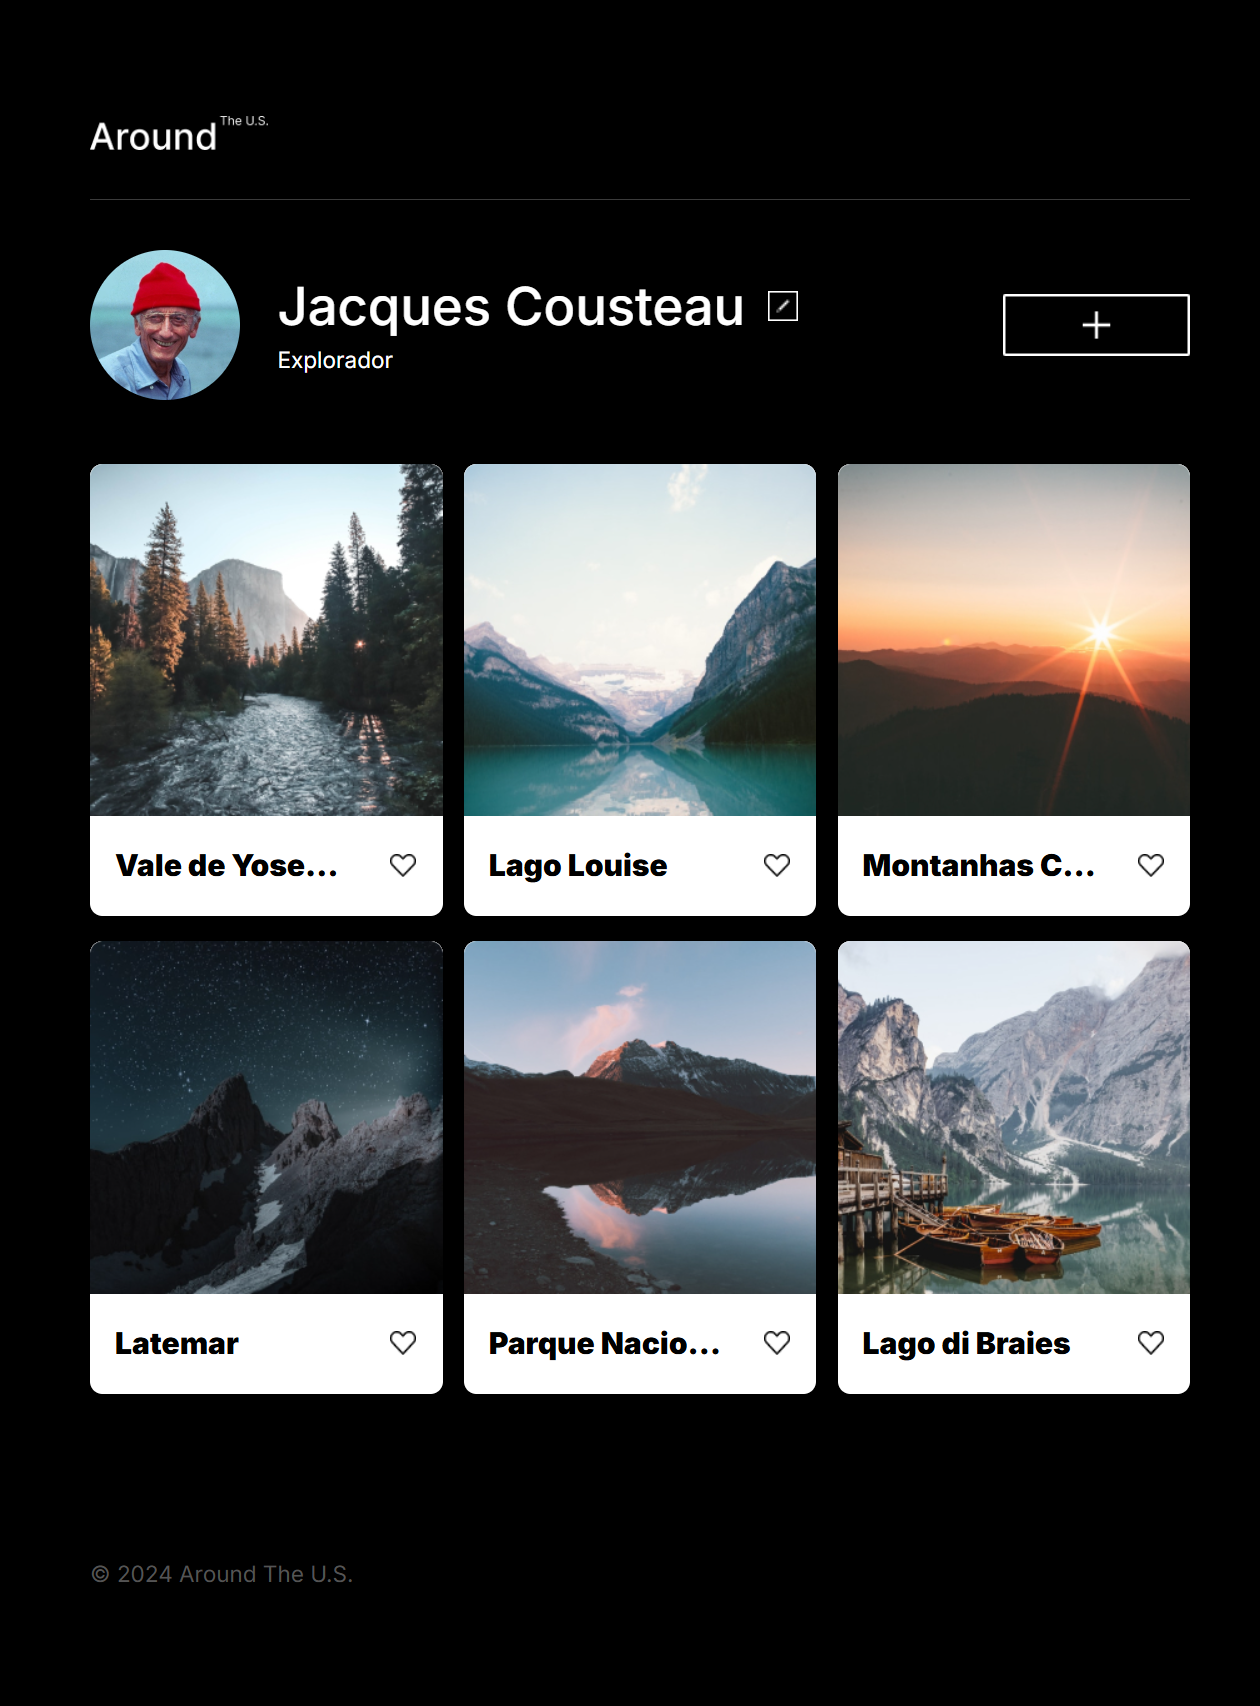 Around The U.S.
Jacques Cousteau
Explorador
Vale de Yose...
Lago Louise
Montanhas C...
Latemar
Parque Nacio...
Lago di Braies
© 2024 Around The U.S.